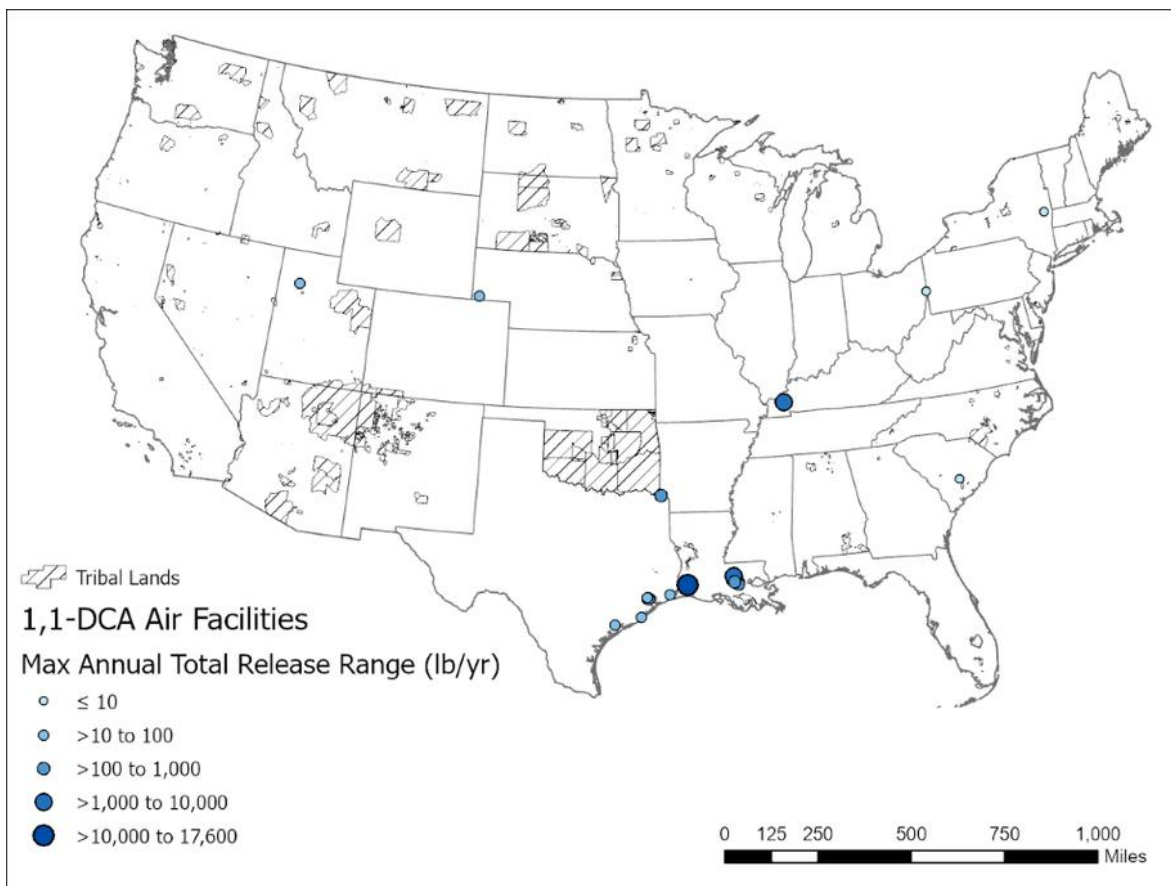 Tribal Lands
1,1-DCA Air Facilities
Max Annual Total Release Range (lb/yr)
≤ 10
>10 to 100
>100 to 1,000
>1,000 to 10,000
>10,000 to 17,600
0 125 250 500 750 1,000
Miles